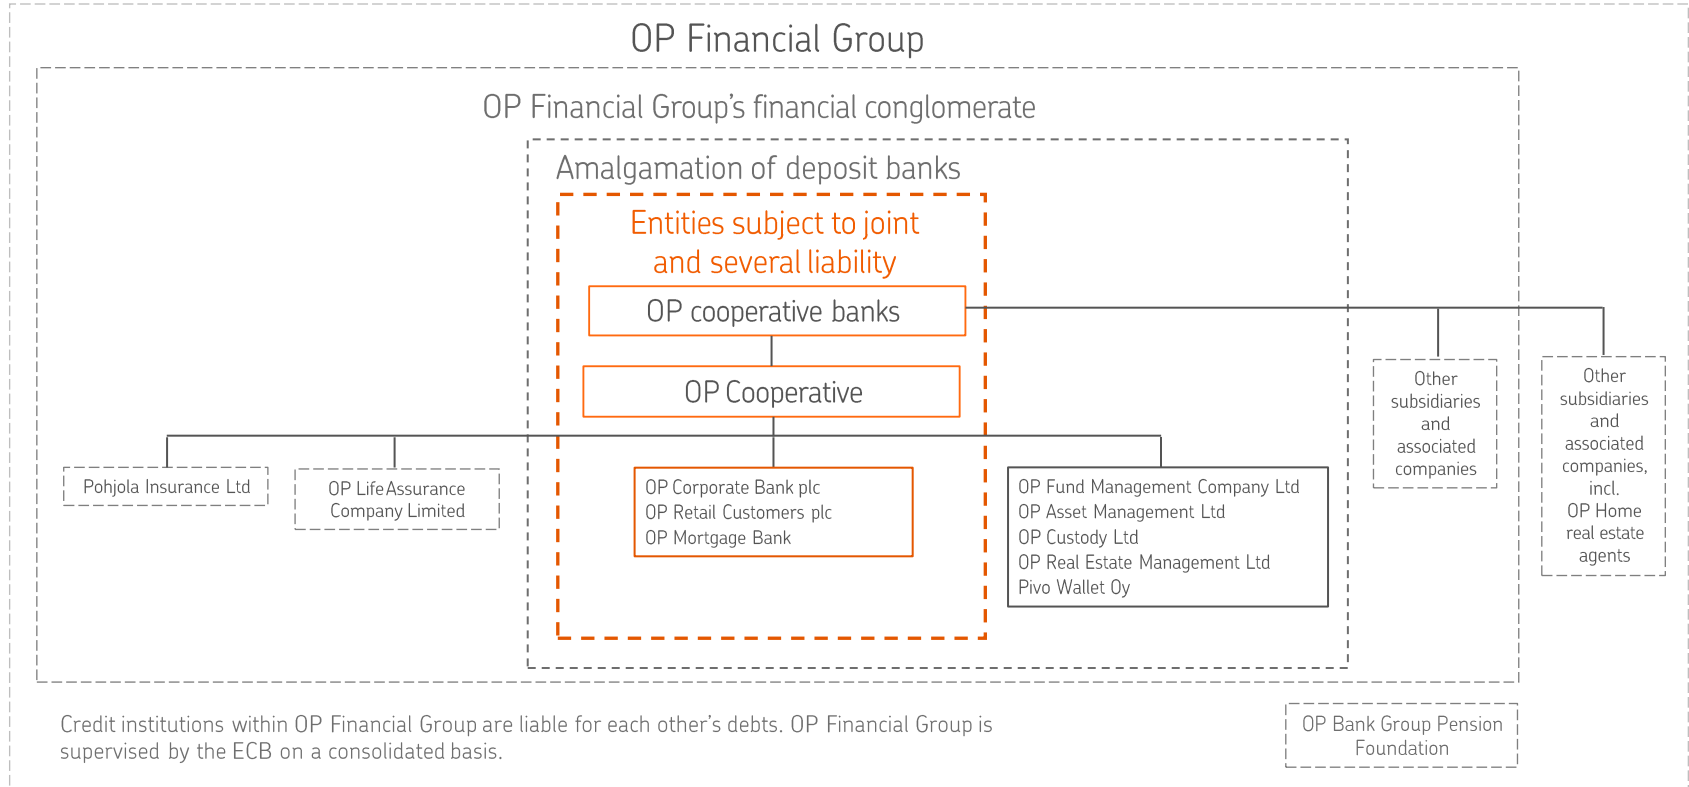 OP Financial Group
OP Financial Group's financial conglomerate
Amalgamation of deposit banks
Entities subject to joint
and several liability
OP cooperative banks
OP Cooperative
Pohjola Insurance Ltd
OP Life Assurance
Company Limited
OP Corporate Bank plc
OP Retail Customers plc
OP Mortgage Bank
OP Fund Management Company Ltd
OP Asset Management Ltd
OP Custody Ltd
OP Real Estate Management Ltd
Pivo Wallet Oy
Other
subsidiaries
and
associated
companies
Other
subsidiaries
and
associated
companies,
incl.
OP Home
real estate
agents
Credit institutions within OP Financial Group are liable for each other's debts. OP Financial Group is
supervised by the ECB on a consolidated basis.
OP Bank Group Pension
Foundation